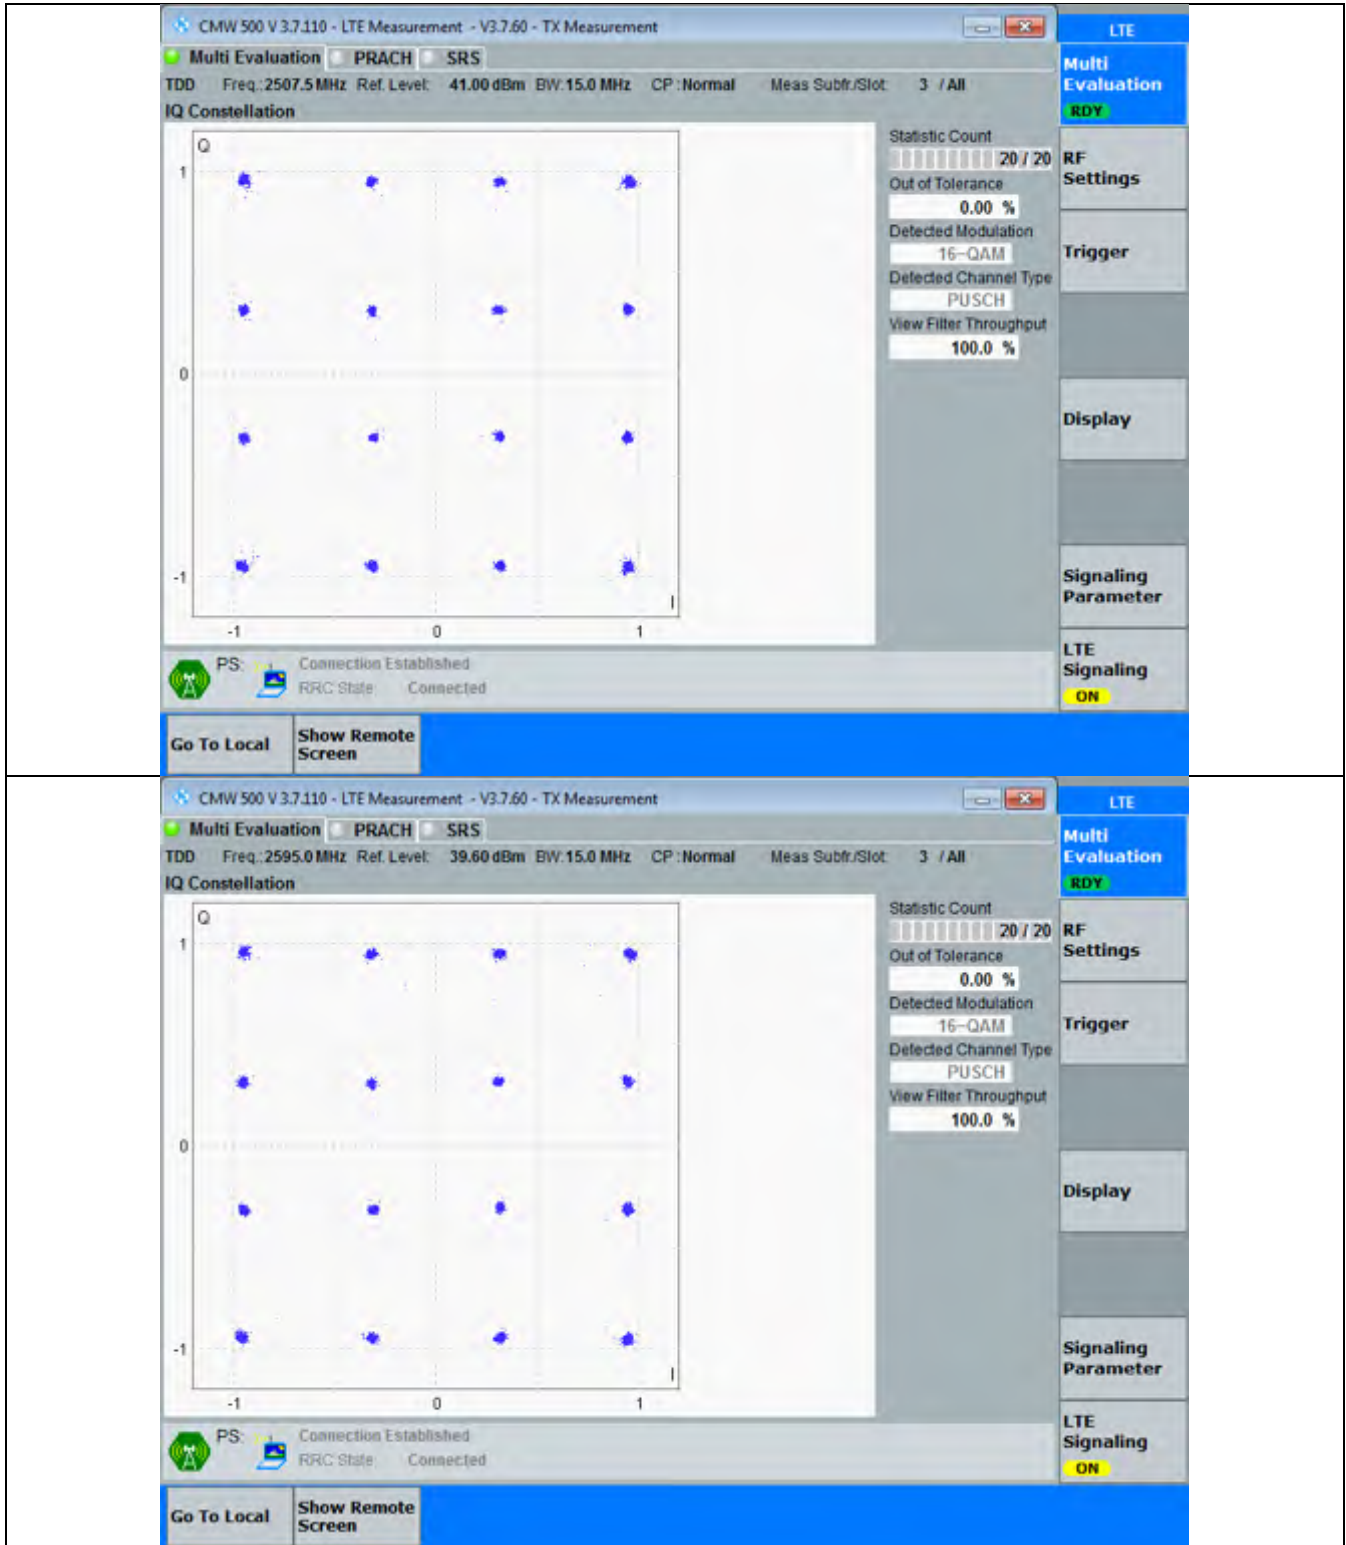 CMW 500 V 3.7.110 - LTE Measurement - V3.7.60 - TX Measurement
LTE
Multi Evaluation PRACH SRS
Multi
Evaluation
RDY
TDD Freq.:2507.5 MHz Ref. Level: 41.00 dBm BW:15.0 MHz CP :Normal Meas Subfr./Slot: 3 / All
IQ Constellation
Q
1
0
-1
-1 0 1
I
Statistic Count
20 / 20
Out of Tolerance
0.00 %
Detected Modulation
16-QAM
Detected Channel Type
PUSCH
View Filter Throughput
100.0 %
RF
Settings
Trigger
Display
Signaling
Parameter
LTE
Signaling
ON
PS: Connection Established
RRC State Connected
Go To Local
Show Remote
Screen
CMW 500 V 3.7.110 - LTE Measurement - V3.7.60 - TX Measurement
LTE
Multi Evaluation PRACH SRS
Multi
Evaluation
RDY
TDD Freq.:2595.0 MHz Ref. Level: 39.60 dBm BW:15.0 MHz CP :Normal Meas Subfr./Slot: 3 / All
IQ Constellation
Q
1
0
-1
-1 0 1
I
Statistic Count
20 / 20
Out of Tolerance
0.00 %
Detected Modulation
16-QAM
Detected Channel Type
PUSCH
View Filter Throughput
100.0 %
RF
Settings
Trigger
Display
Signaling
Parameter
LTE
Signaling
ON
PS: Connection Established
RRC State Connected
Go To Local
Show Remote
Screen